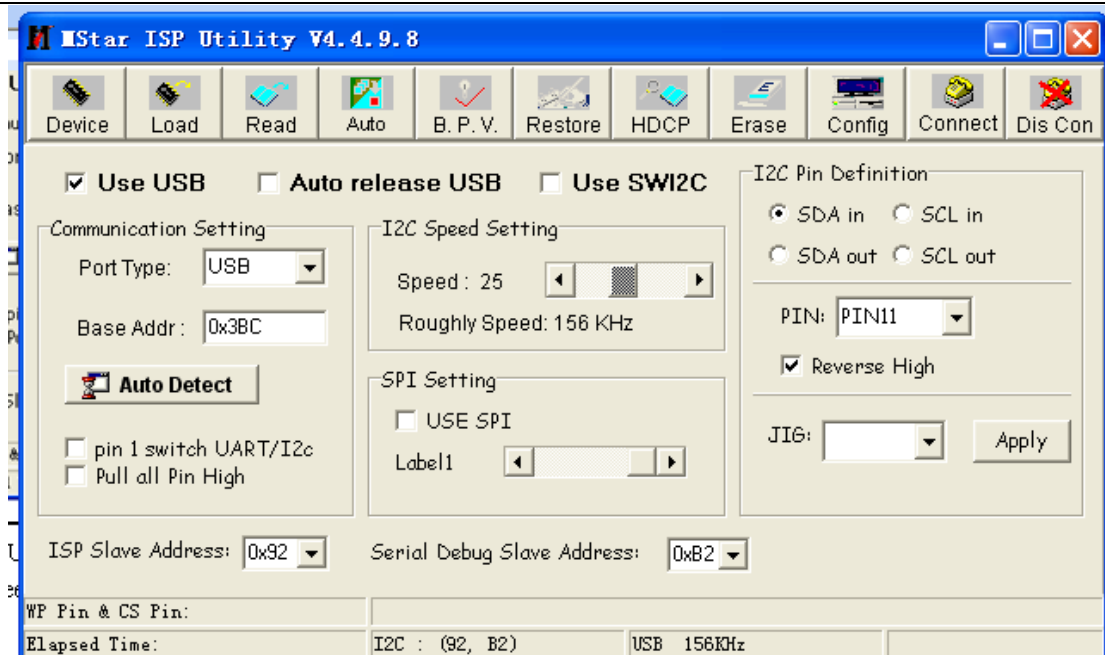 MStar ISP Utility V4.4.9.8
Device Load Read Auto B.P.V. Restore HDCP Erase Config Connect Dis Con
Use USB Auto release USB Use SWI2C
I2C Pin Definition
SDA in SCL in
SDA out SCL out
PIN: PIN11
Reverse High
JIG: Apply
Communication Setting
Port Type: USB
Base Addr: 0x3BC
Auto Detect
pin 1 switch UART/I2c
Pull all Pin High
I2C Speed Setting
Speed: 25
Roughly Speed: 156 KHz
SPI Setting
USE SPI
Label1
ISP Slave Address: 0x92 Serial Debug Slave Address: 0xB2
WP Pin & CS Pin:
Elapsed Time: I2C : (92, B2) USB 156KHz